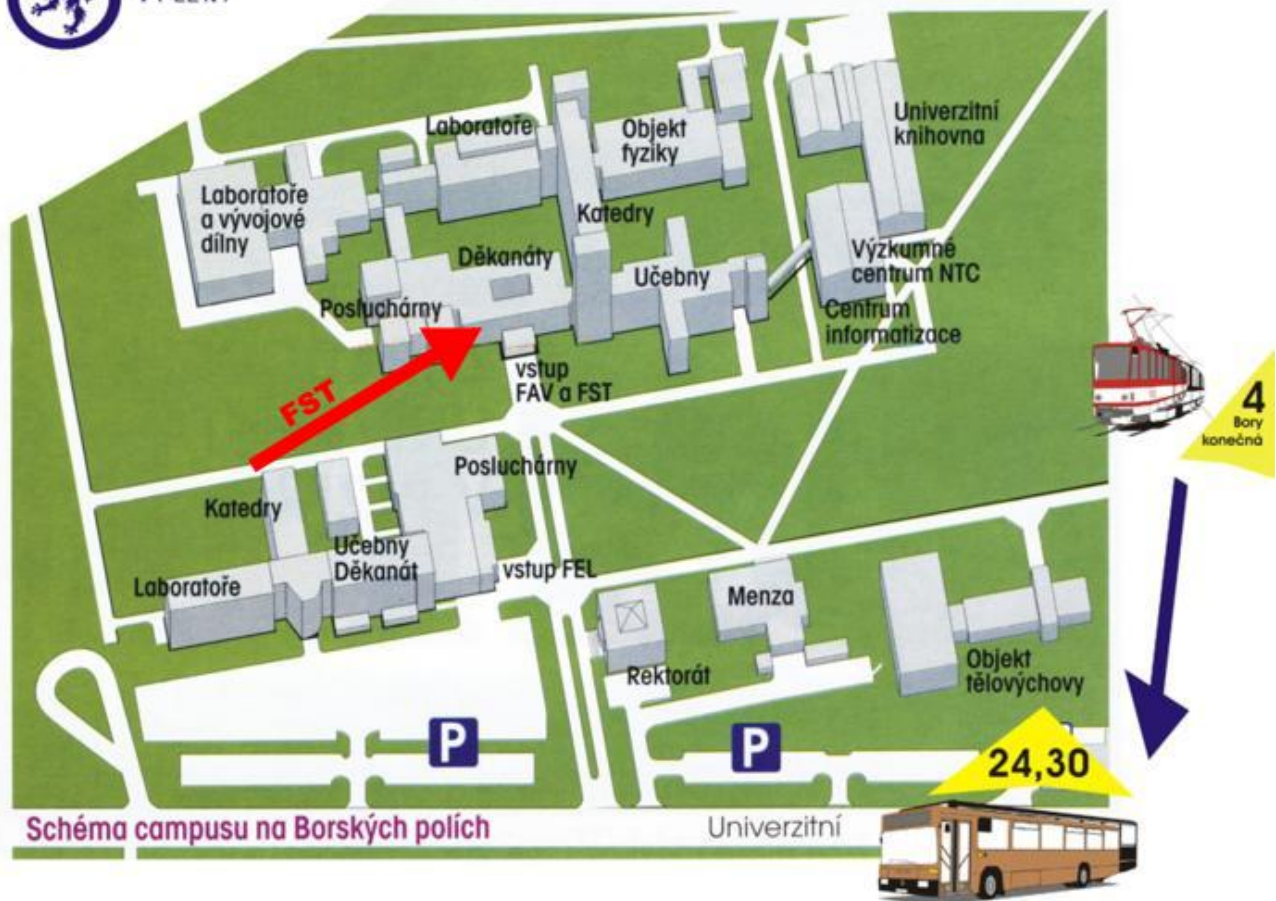 Laboratoře
Objekt
fyziky
Univerzitní
knihovna
Laboratoře
a vývojové
dílny
Katedry
Děkanáty
Učebny
Výzkumné
centrum NTC
Posluchárny
Centrum
informatizace
vstup
FAV a FST
FST
4
Bory
konečná
Posluchárny
Katedry
Učebny
Děkanát
vstup FEL
Laboratoře
Menza
Rektorát
Objekt
tělovýchovy
P
P
24,30
Schéma campusu na Borských polích
Univerzitní